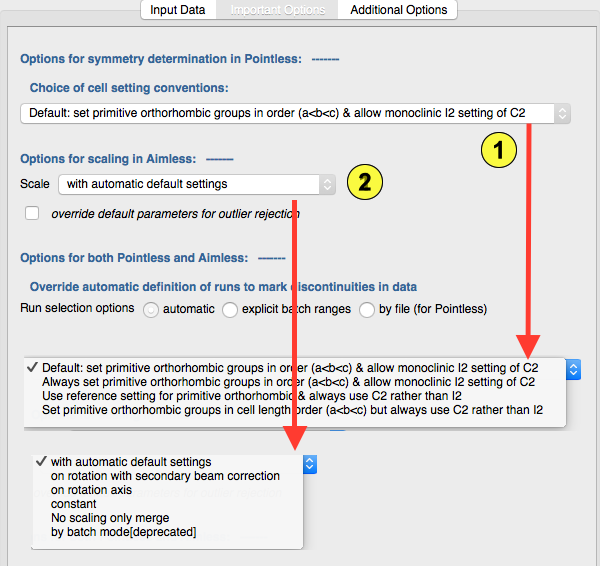 Input Data
Important Options
Additional Options
Options for symmetry determination in Pointless: -------
Choice of cell setting conventions:
Default: set primitive orthorhombic groups in order (a<b<c) & allow monoclinic I2 setting of C2
1
Options for scaling in Aimless: -------
Scale with automatic default settings
2
override default parameters for outlier rejection
Options for both Pointless and Aimless: -------
Override automatic definition of runs to mark discontinuities in data
Run selection options automatic explicit batch ranges by file (for Pointless)
✓ Default: set primitive orthorhombic groups in order (a<b<c) & allow monoclinic I2 setting of C2
Always set primitive orthorhombic groups in order (a<b<c) & allow monoclinic I2 setting of C2
Use reference setting for primitive orthorhombic & always use C2 rather than I2
Set primitive orthorhombic groups in cell length order (a<b<c) but always use C2 rather than I2
✓ with automatic default settings
on rotation with secondary beam correction
on rotation axis
constant
No scaling only merge
by batch mode[deprecated]